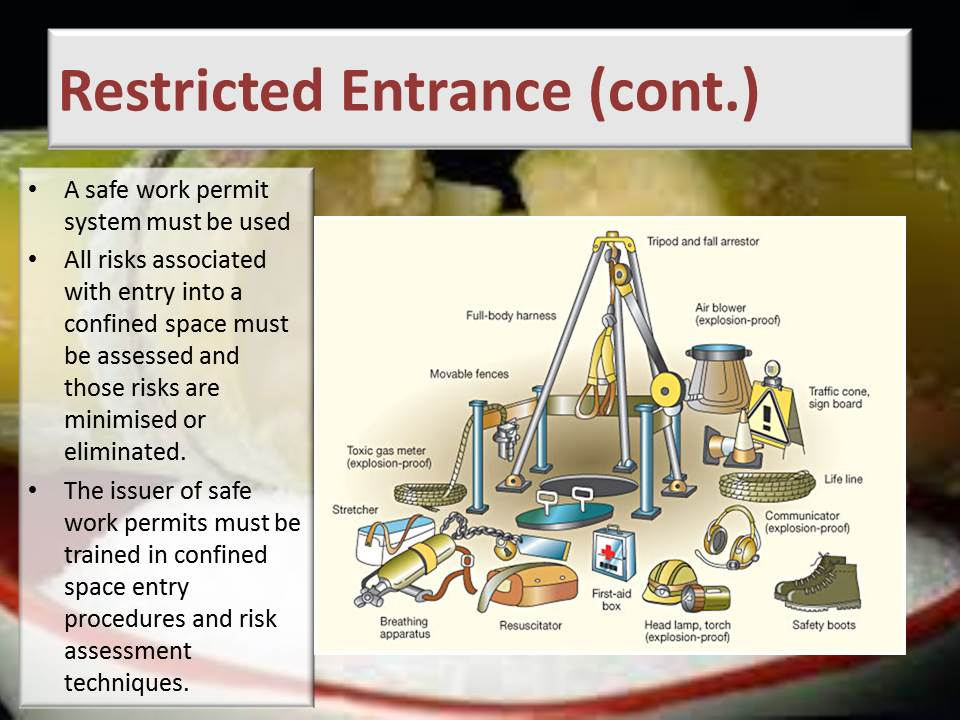 Restricted Entrance (cont.)
• A safe work permit
system must be used
• All risks associated
with entry into a
confined space must
be assessed and
those risks are
minimised or
eliminated.
• The issuer of safe
work permits must be
trained in confined
space entry
procedures and risk
assessment
techniques.
Tripod and fall arrestor
Full-body harness
Air blower
(explosion-proof)
Movable fences
Traffic cone,
sign board
Toxic gas meter
(explosion-proof)
Life line
Stretcher
Communicator
(explosion-proof)
First-aid
box
Breathing
apparatus
Resuscitator
Head lamp, torch
(explosion-proof)
Safety boots